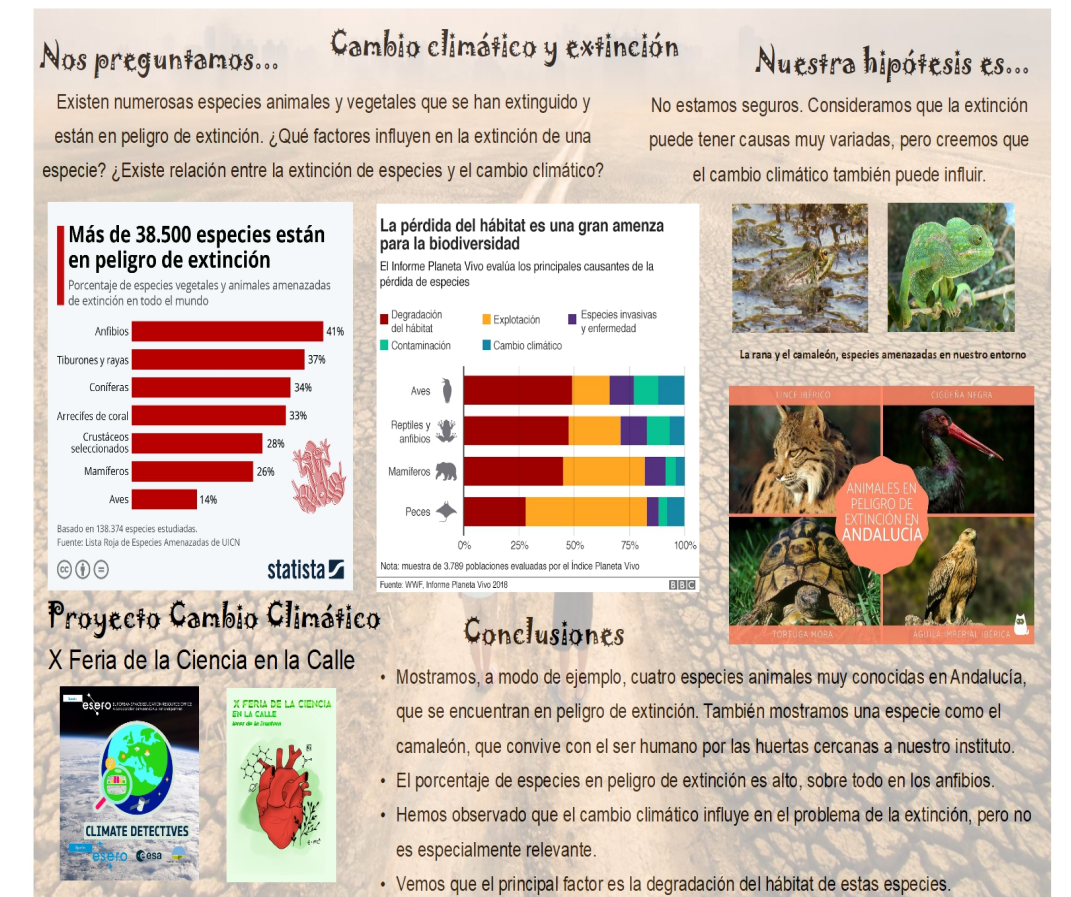 Cambio climático y extinción
Nos preguntamos...
Existen numerosas especies animales y vegetales que se han extinguido y
están en peligro de extinción. ¿Qué factores influyen en la extinción de una
especie? ¿Existe relación entre la extinción de especies y el cambio climático?
Nuestra hipótesis es...
No estamos seguros. Consideramos que la extinción
puede tener causas muy variadas, pero creemos que
el cambio climático también puede influir.
Más de 38.500 especies están
en peligro de extinción
Porcentaje de especies vegetales y animales amenazadas
de extinción en todo el mundo
Anfibios 41%
Tiburones y rayas 37%
Coníferas 34%
Arrecifes de coral 33%
Crustáceos
seleccionados 28%
Mamíferos 26%
Aves 14%
Basado en 138.374 especies estudiadas.
Fuente: Lista Roja de Especies Amenazadas de UICN
cc
statista
La pérdida del hábitat es una gran amenza
para la biodiversidad
El Informe Planeta Vivo evalúa los principales causantes de la
pérdida de especies
Degradación
del hábitat
Explotación
Especies invasivas
y enfermedad
Contaminación
Cambio climático
Aves
Reptiles y
anfibios
Mamiferos
Peces
0% 25% 50% 75% 100%
Nota: muestra de 3.789 poblaciones evaluadas por el Índice Planeta Vivo
Fuente: WWF, Informe Planeta Vivo 2018
BBC
La rana y el camaleón, especies amenazadas en nuestro entorno
LINCE IBÉRICO
CIGÜEÑA NEGRA
ANIMALES EN
PELIGRO DE
EXTINCIÓN EN
ANDALUCÍA
TORTUGA MORA
AGUILA IMPERIAL IBÉRICA
Proyecto Cambio Climático
X Feria de la Ciencia en la Calle
esero
CLIMATE DETECTIVES
esero
esa
X FERIA DE LA CIENCIA
EN LA CALLE
Conclusiones
• Mostramos, a modo de ejemplo, cuatro especies animales muy conocidas en Andalucía,
que se encuentran en peligro de extinción. También mostramos una especie como el
camaleón, que convive con el ser humano por las huertas cercanas a nuestro instituto.
• El porcentaje de especies en peligro de extinción es alto, sobre todo en los anfibios.
• Hemos observado que el cambio climático influye en el problema de la extinción, pero no
es especialmente relevante.
• Vemos que el principal factor es la degradación del hábitat de estas especies.